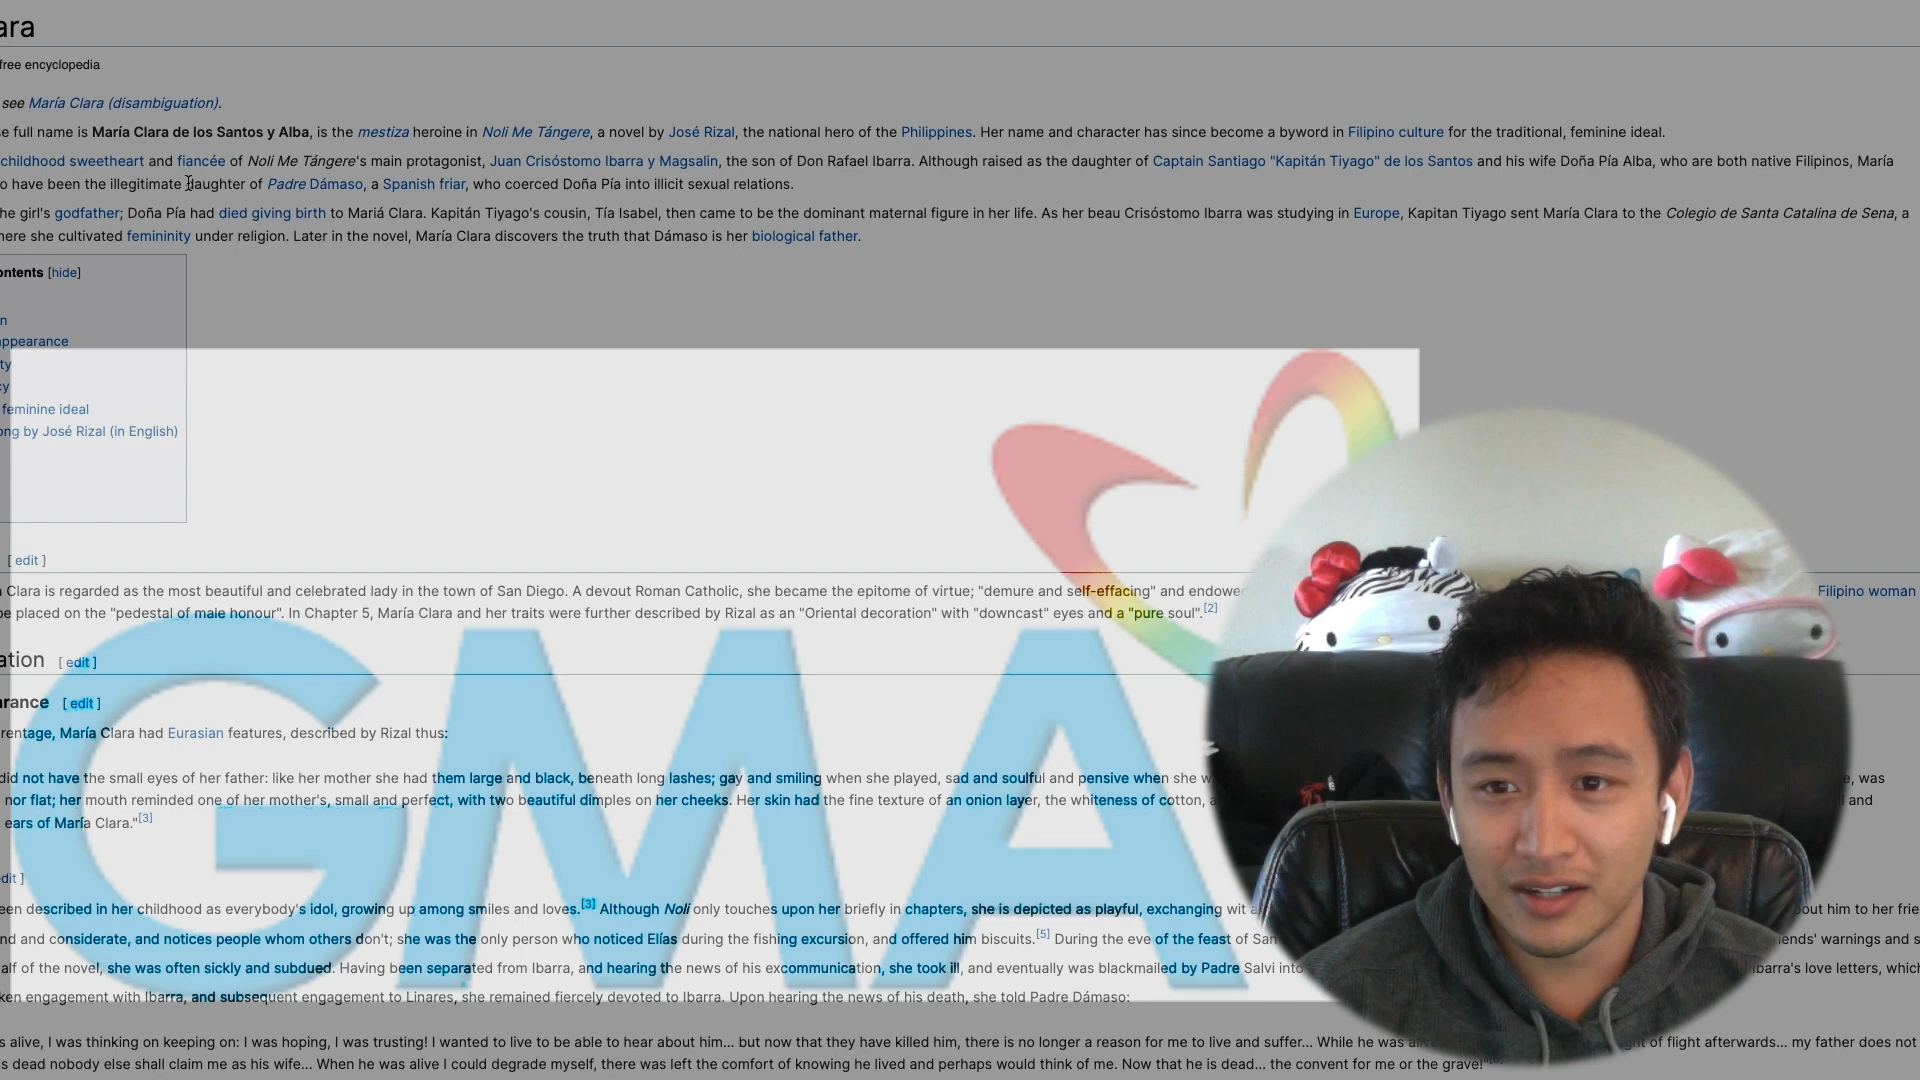 ara
free encyclopedia
see María Clara (disambiguation).
e full name is María Clara de los Santos y Alba, is the mestiza heroine in Noli Me Tángere, a novel by José Rizal, the national hero of the Philippines. Her name and character has since become a byword in Filipino culture for the traditional, feminine ideal.
childhood sweetheart and fiancée of Noli Me Tángere's main protagonist, Juan Crisóstomo Ibarra y Magsalin, the son of Don Rafael Ibarra. Although raised as the daughter of Captain Santiago "Kapitán Tiyago" de los Santos and his wife Doña Pía Alba, who are both native Filipinos, María
o have been the illegitimate daughter of Padre Dámaso, a Spanish friar, who coerced Doña Pía into illicit sexual relations.
he girl's godfather; Doña Pía had died giving birth to Mariá Clara. Kapitán Tiyago's cousin, Tía Isabel, then came to be the dominant maternal figure in her life. As her beau Crisóstomo Ibarra was studying in Europe, Kapitan Tiyago sent María Clara to the Colegio de Santa Catalina de Sena, a
here she cultivated femininity under religion. Later in the novel, María Clara discovers the truth that Dámaso is her biological father.
ontents [hide]
n
appearance
ty
cy
feminine ideal
ong by José Rizal (in English)
[ edit ]
Clara is regarded as the most beautiful and celebrated lady in the town of San Diego. A devout Roman Catholic, she became the epitome of virtue; "demure and self-effacing" and endowe Filipino woman
be placed on the "pedestal of male honour". In Chapter 5, María Clara and her traits were further described by Rizal as an "Oriental decoration" with "downcast" eyes and a "pure soul".[2]
ation [ edit ]
arance [ edit ]
rentage, María Clara had Eurasian features, described by Rizal thus:
did not have the small eyes of her father: like her mother she had them large and black, beneath long lashes; gay and smiling when she played, sad and soulful and pensive when she w e, was
nor flat; her mouth reminded one of her mother's, small and perfect, with two beautiful dimples on her cheeks. Her skin had the fine texture of an onion layer, the whiteness of cotton, a and
ears of María Clara."[3]
GMA
edit ]
een described in her childhood as everybody's idol, growing up among smiles and loves.[3] Although Noli only touches upon her briefly in chapters, she is depicted as playful, exchanging wit a bout him to her frie
nd and considerate, and notices people whom others don't; she was the only person who noticed Elías during the fishing excursion, and offered him biscuits.[5] During the eve of the feast of San iends' warnings and s
alf of the novel, she was often sickly and subdued. Having been separated from Ibarra, and hearing the news of his excommunication, she took ill, and eventually was blackmailed by Padre Salvi into Ibarra's love letters, which
ken engagement with Ibarra, and subsequent engagement to Linares, she remained fiercely devoted to Ibarra. Upon hearing the news of his death, she told Padre Dámaso:
s alive, I was thinking on keeping on: I was hoping, I was trusting! I wanted to live to be able to hear about him... but now that they have killed him, there is no longer a reason for me to live and suffer... While he was ali ght of flight afterwards... my father does not
s dead nobody else shall claim me as his wife... When he was alive I could degrade myself, there was left the comfort of knowing he lived and perhaps would think of me. Now that he is dead... the convent for me or the grave!"